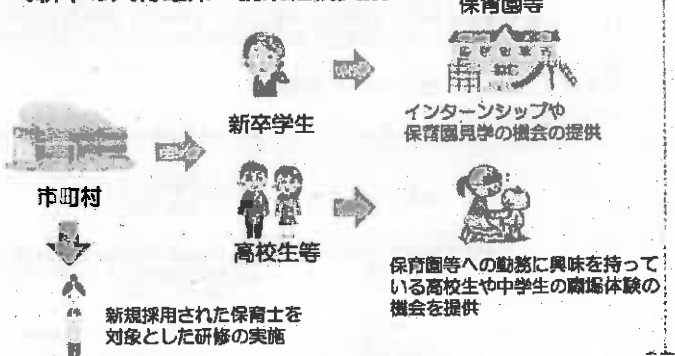 保育園等
新卒学生
インターンシップや
保育園見学の機会の提供
市町村
高校生等
保育園等への勤務に興味を持って
いる高校生や中学生の職場体験の
機会を提供
新規採用された保育士を
対象とした研修の実施